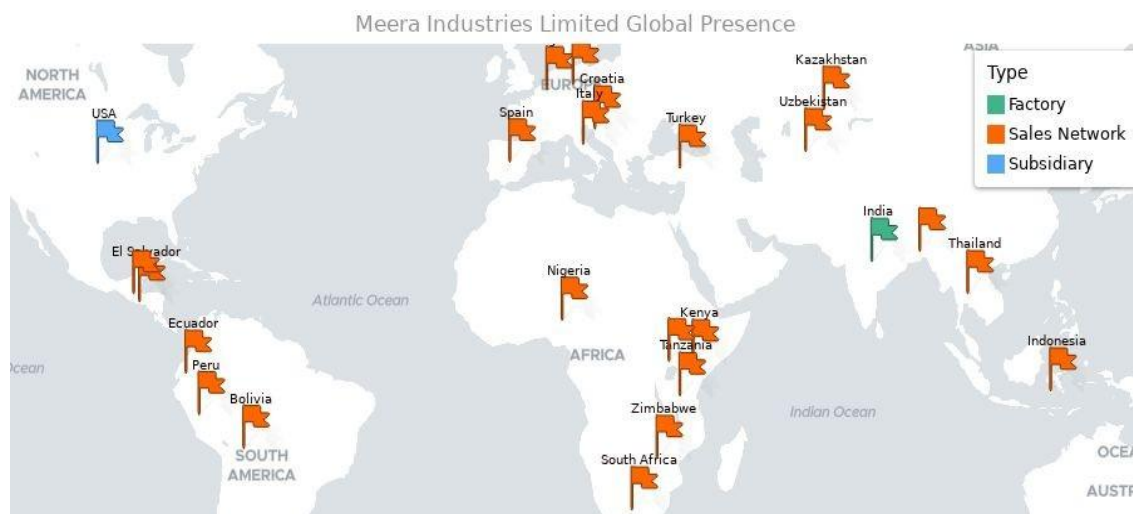 Meera Industries Limited Global Presence
ASIA
Type
Factory
Sales Network
Subsidiary
NORTH
AMERICA
USA
EUROPE
Croatia
Italy
Spain
Turkey
Kazakhstan
Uzbekistan
India
Thailand
El Salvador
Nigeria
Atlantic Ocean
Ecuador
Kenya
AFRICA
Tanzania
Indonesia
Peru
Bolivia
Zimbabwe
Indian Ocean
SOUTH
AMERICA
South Africa